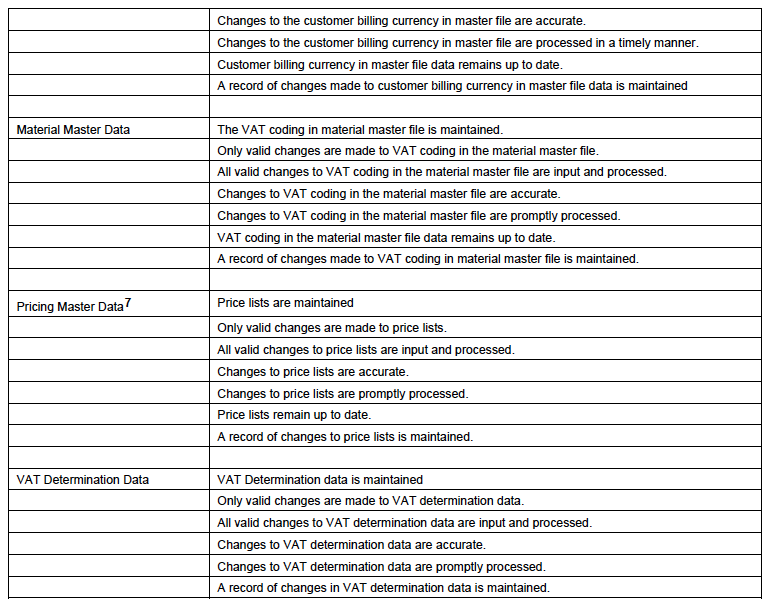 Changes to the customer billing currency in master file are accurate.
Changes to the customer billing currency in master file are processed in a timely manner.
Customer billing currency in master file data remains up to date.
A record of changes made to customer billing currency in master file data is maintained
Material Master Data The VAT coding in material master file is maintained.
Only valid changes are made to VAT coding in the material master file.
All valid changes to VAT coding in the material master file are input and processed.
Changes to VAT coding in the material master file are accurate.
Changes to VAT coding in the material master file are promptly processed.
VAT coding in the material master file data remains up to date.
A record of changes made to VAT coding in material master file is maintained.
Pricing Master Data7 Price lists are maintained
Only valid changes are made to price lists.
All valid changes to price lists are input and processed.
Changes to price lists are accurate.
Changes to price lists are promptly processed.
Price lists remain up to date.
A record of changes to price lists is maintained.
VAT Determination Data VAT Determination data is maintained
Only valid changes are made to VAT determination data.
All valid changes to VAT determination data are input and processed.
Changes to VAT determination data are accurate.
Changes to VAT determination data are promptly processed.
A record of changes in VAT determination data is maintained.